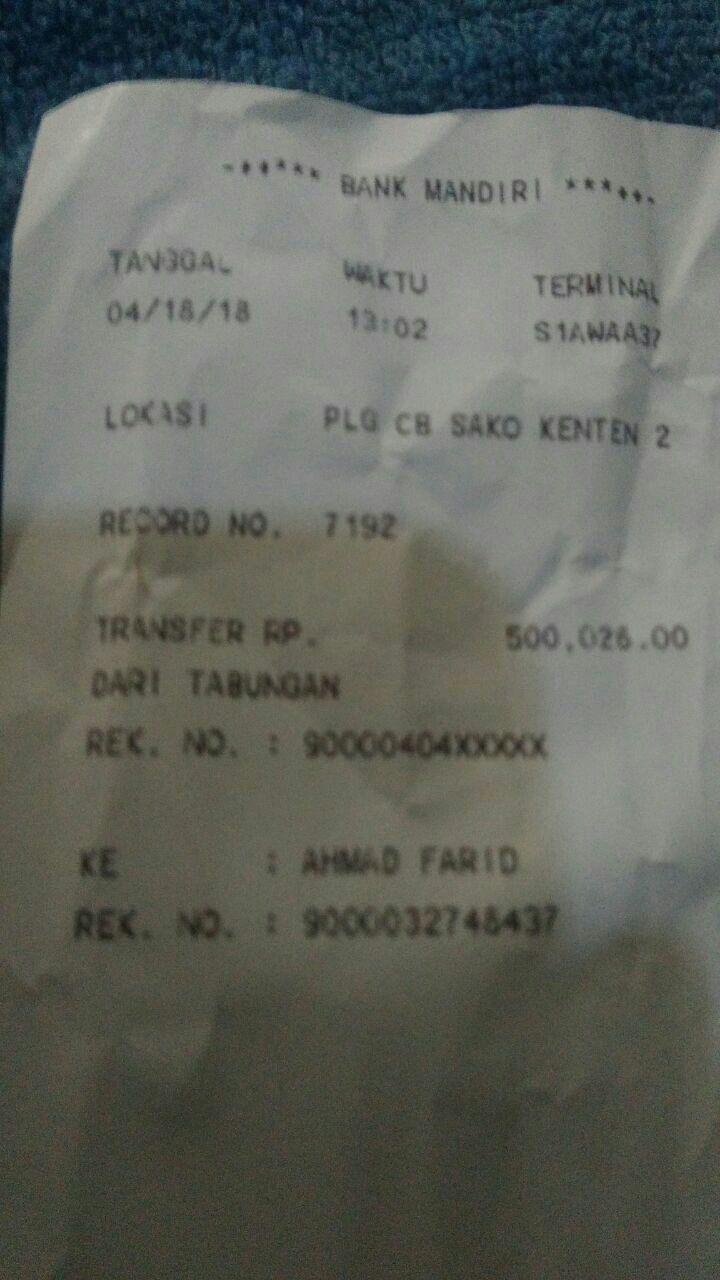 ****** BANK MANDIRI ******
TANGGAL WAKTU TERMINAL
04/18/18 13:02 S1AWAA37
LOKASI PLG CB SAKO KENTEN 2
RECORD NO. 7192
TRANSFER RP. 500,026.00
DARI TABUNGAN
REK. NO. : 90000404XXXXX
KE : AHMAD FARID
REK. NO. :